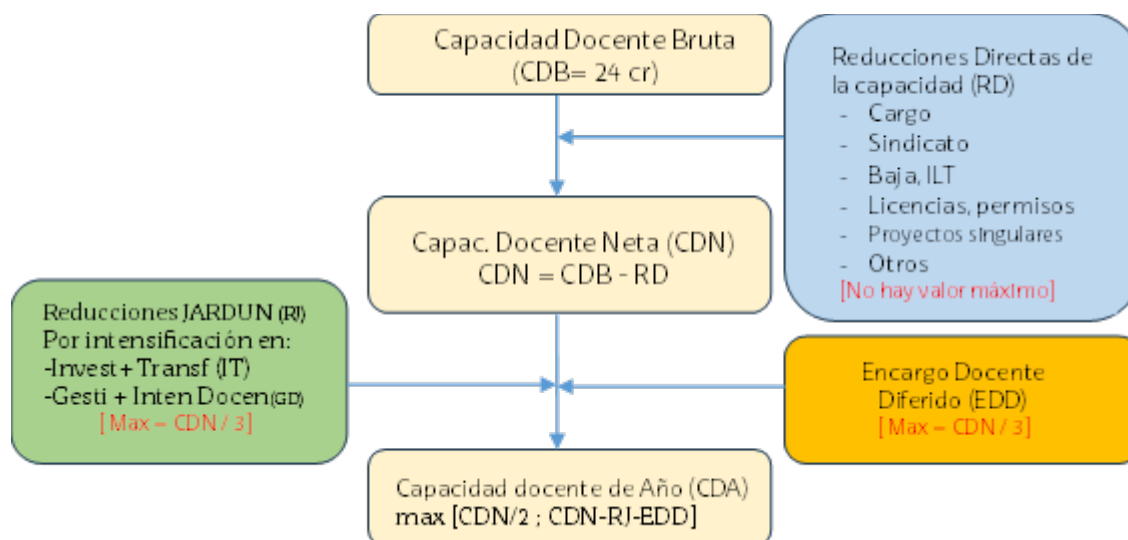 Capacidad Docente Bruta
(CDB= 24 cr)
Reducciones Directas de
la capacidad (RD)
- Cargo
- Sindicato
- Baja, ILT
- Licencias, permisos
- Proyectos singulares
- Otros
[No hay valor máximo]
Capac. Docente Neta (CDN)
CDN = CDB - RD
Reducciones JARDUN (RJ)
Por intensificación en:
-Invest+ Transf (IT)
-Gesti + Inten Docen(GD)
[ Max = CDN / 3]
Encargo Docente
Diferido (EDD)
[Max = CDN / 3]
Capacidad docente de Año (CDA)
max [CDN/2 ; CDN-RJ-EDD]